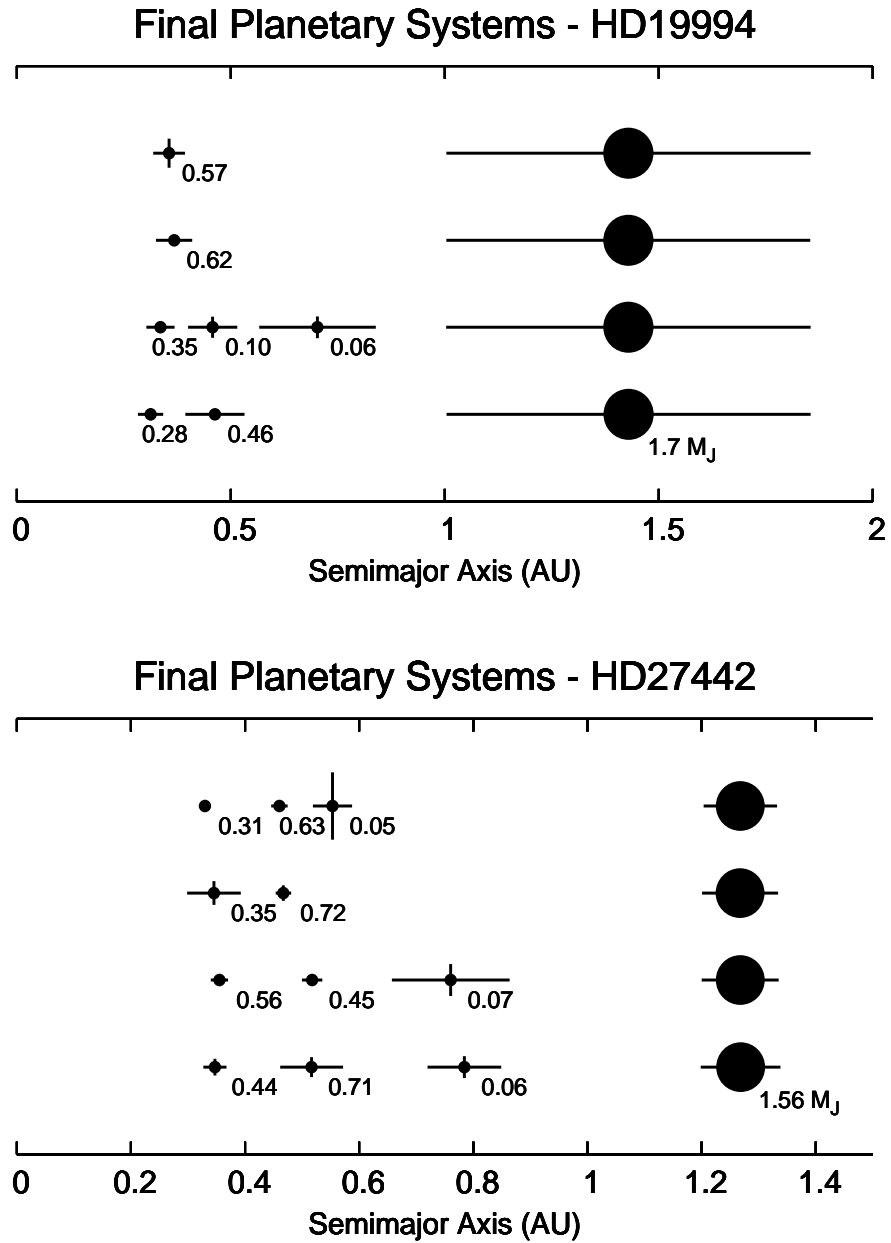 Final Planetary Systems - HD19994
0.57
0.62
0.35 0.10 0.06
0.28 0.46
1.7 MJ
0 0.5 1 1.5 2
Semimajor Axis (AU)
Final Planetary Systems - HD27442
0.31 0.63 0.05
0.35 0.72
0.56 0.45 0.07
0.44 0.71 0.06 1.56 MJ
0 0.2 0.4 0.6 0.8 1 1.2 1.4
Semimajor Axis (AU)